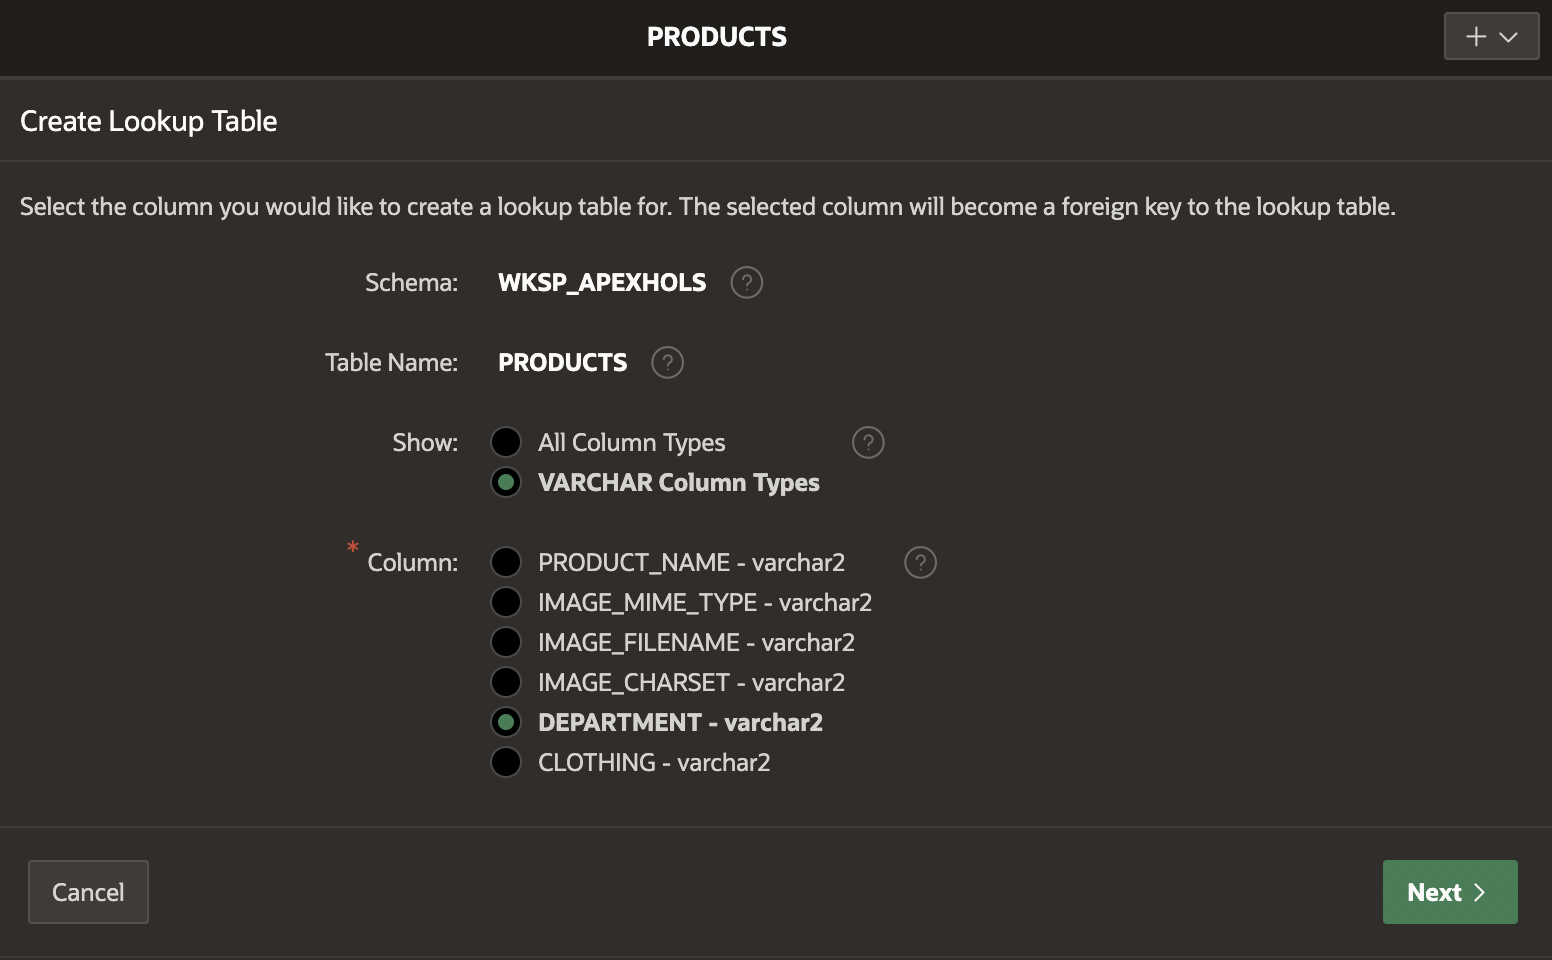 PRODUCTS
Create Lookup Table
Select the column you would like to create a lookup table for. The selected column will become a foreign key to the lookup table.
Schema: WKSP_APEXHOLS ?
Table Name: PRODUCTS ?
Show: All Column Types ?
VARCHAR Column Types
* Column: PRODUCT_NAME - varchar2 ?
IMAGE_MIME_TYPE - varchar2
IMAGE_FILENAME - varchar2
IMAGE_CHARSET - varchar2
DEPARTMENT - varchar2
CLOTHING - varchar2
Cancel
Next